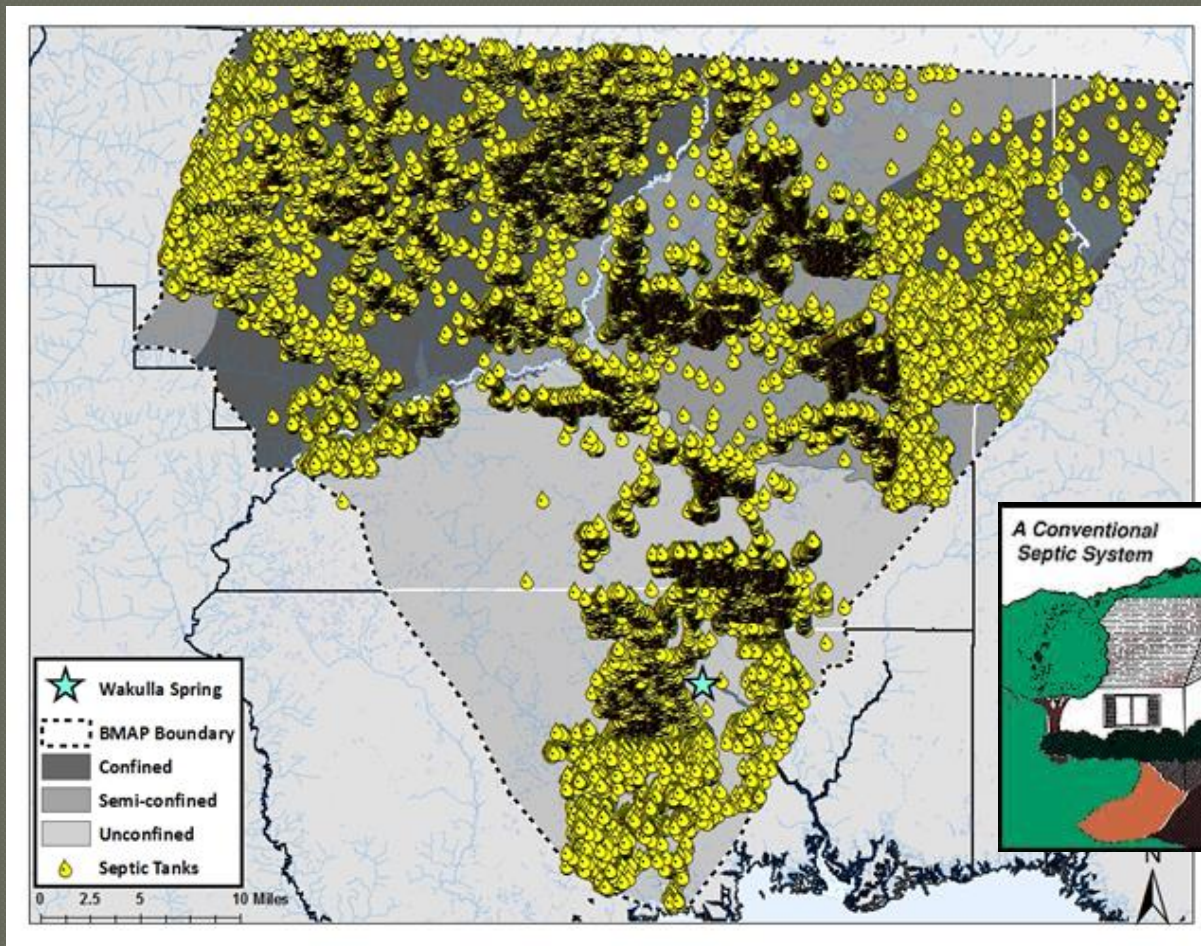 A Conventional
Septic System
Wakulla Spring
BMAP Boundary
Confined
Semi-confined
Unconfined
Septic Tanks
0 2.5 5 10 Miles
N